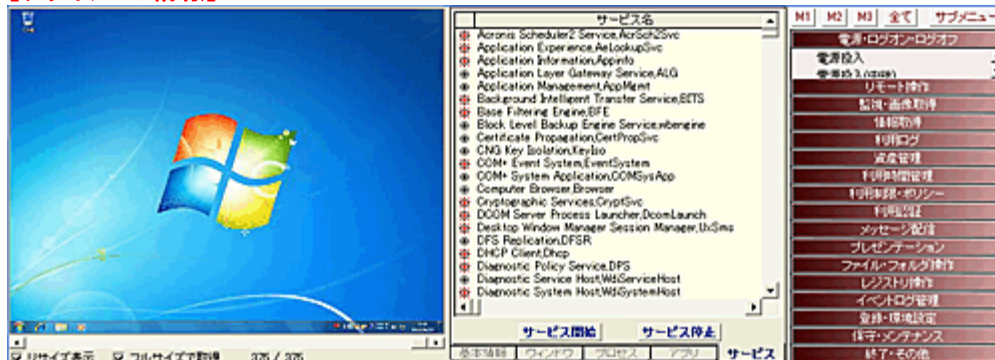 サービス名
Acronis Scheduler2 Service,AcrSch2Svc
Application Experience,AeLookupSvc
Application Information,Appinfo
Application Layer Gateway Service,ALG
Application Management,AppMgmt
Background Intelligent Transfer Service,BITS
Base Filtering Engine,BFE
Block Level Backup Engine Service,wbengine
Certificate Propagation,CertPropSvc
CNG Key Isolation,KeyIso
COM+ Event System,EventSystem
COM+ System Application,COMSysApp
Computer Browser,Browser
Cryptographic Services,CryptSvc
DCOM Server Process Launcher,DcomLaunch
Desktop Window Manager Session Manager,UxSms
DFS Replication,DFSR
DHCP Client,Dhcp
Diagnostic Policy Service,DPS
Diagnostic Service Host,WdiServiceHost
Diagnostic System Host,WdiSystemHost
サービス開始 サービス停止
基本情報 ウィンドウ プロセス アプリ サービス
リサイズ表示 フルサイズで取得 375 / 375
M1 M2 M3 全て サブメニュー
電源・ログオン・ログオフ
電源投入
リモート操作
監視・画像取得
情報取得
利用ログ
資産管理
利用時間管理
利用制限・ポリシー
利用認証
メッセージ配信
プレゼンテーション
ファイル・フォルダ操作
レジストリ操作
イベントログ管理
登録・環境設定
保守・メンテナンス
終了・その他